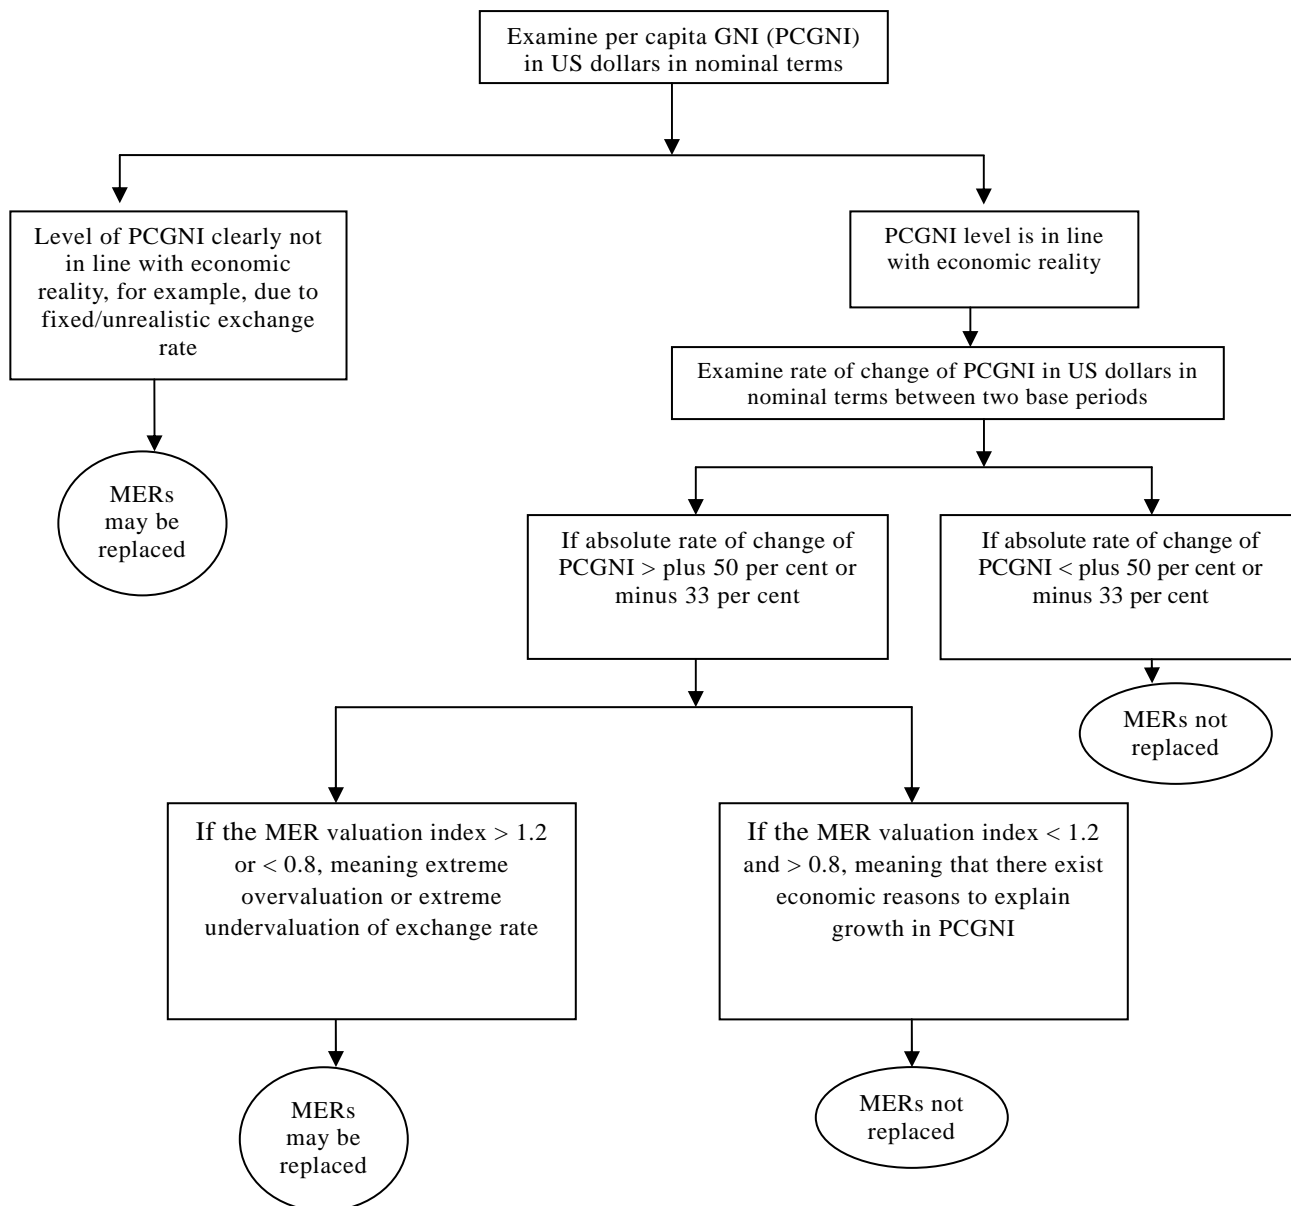 Examine per capita GNI (PCGNI)
in US dollars in nominal terms
Level of PCGNI clearly not
in line with economic
reality, for example, due to
fixed/unrealistic exchange
rate
PCGNI level is in line
with economic reality
Examine rate of change of PCGNI in US dollars in
nominal terms between two base periods
MERs
may be
replaced
If absolute rate of change of
PCGNI > plus 50 per cent or
minus 33 per cent
If absolute rate of change of
PCGNI < plus 50 per cent or
minus 33 per cent
MERs not
replaced
If the MER valuation index > 1.2
or < 0.8, meaning extreme
overvaluation or extreme
undervaluation of exchange rate
If the MER valuation index < 1.2
and > 0.8, meaning that there exist
economic reasons to explain
growth in PCGNI
MERs
may be
replaced
MERs not
replaced